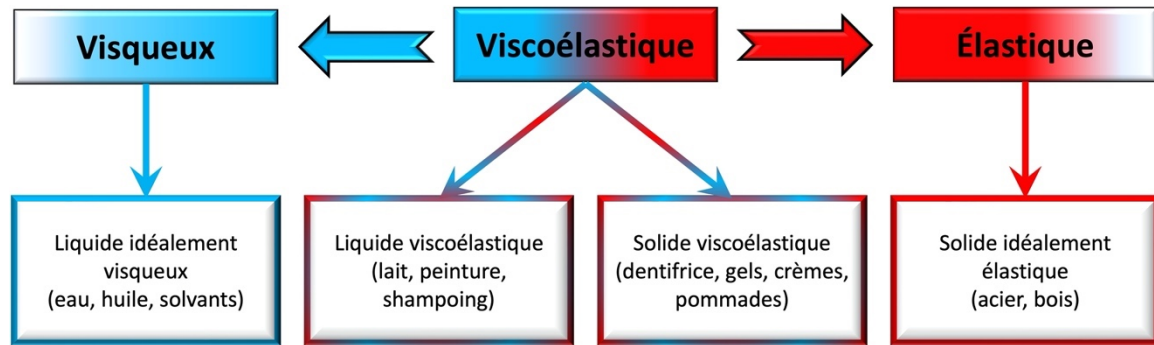 Visqueux
Viscoélastique
Élastique
Liquide idéalement
visqueux
(eau, huile, solvants)
Liquide viscoélastique
(lait, peinture,
shampoing)
Solide viscoélastique
(dentifrice, gels, crèmes,
pommades)
Solide idéalement
élastique
(acier, bois)